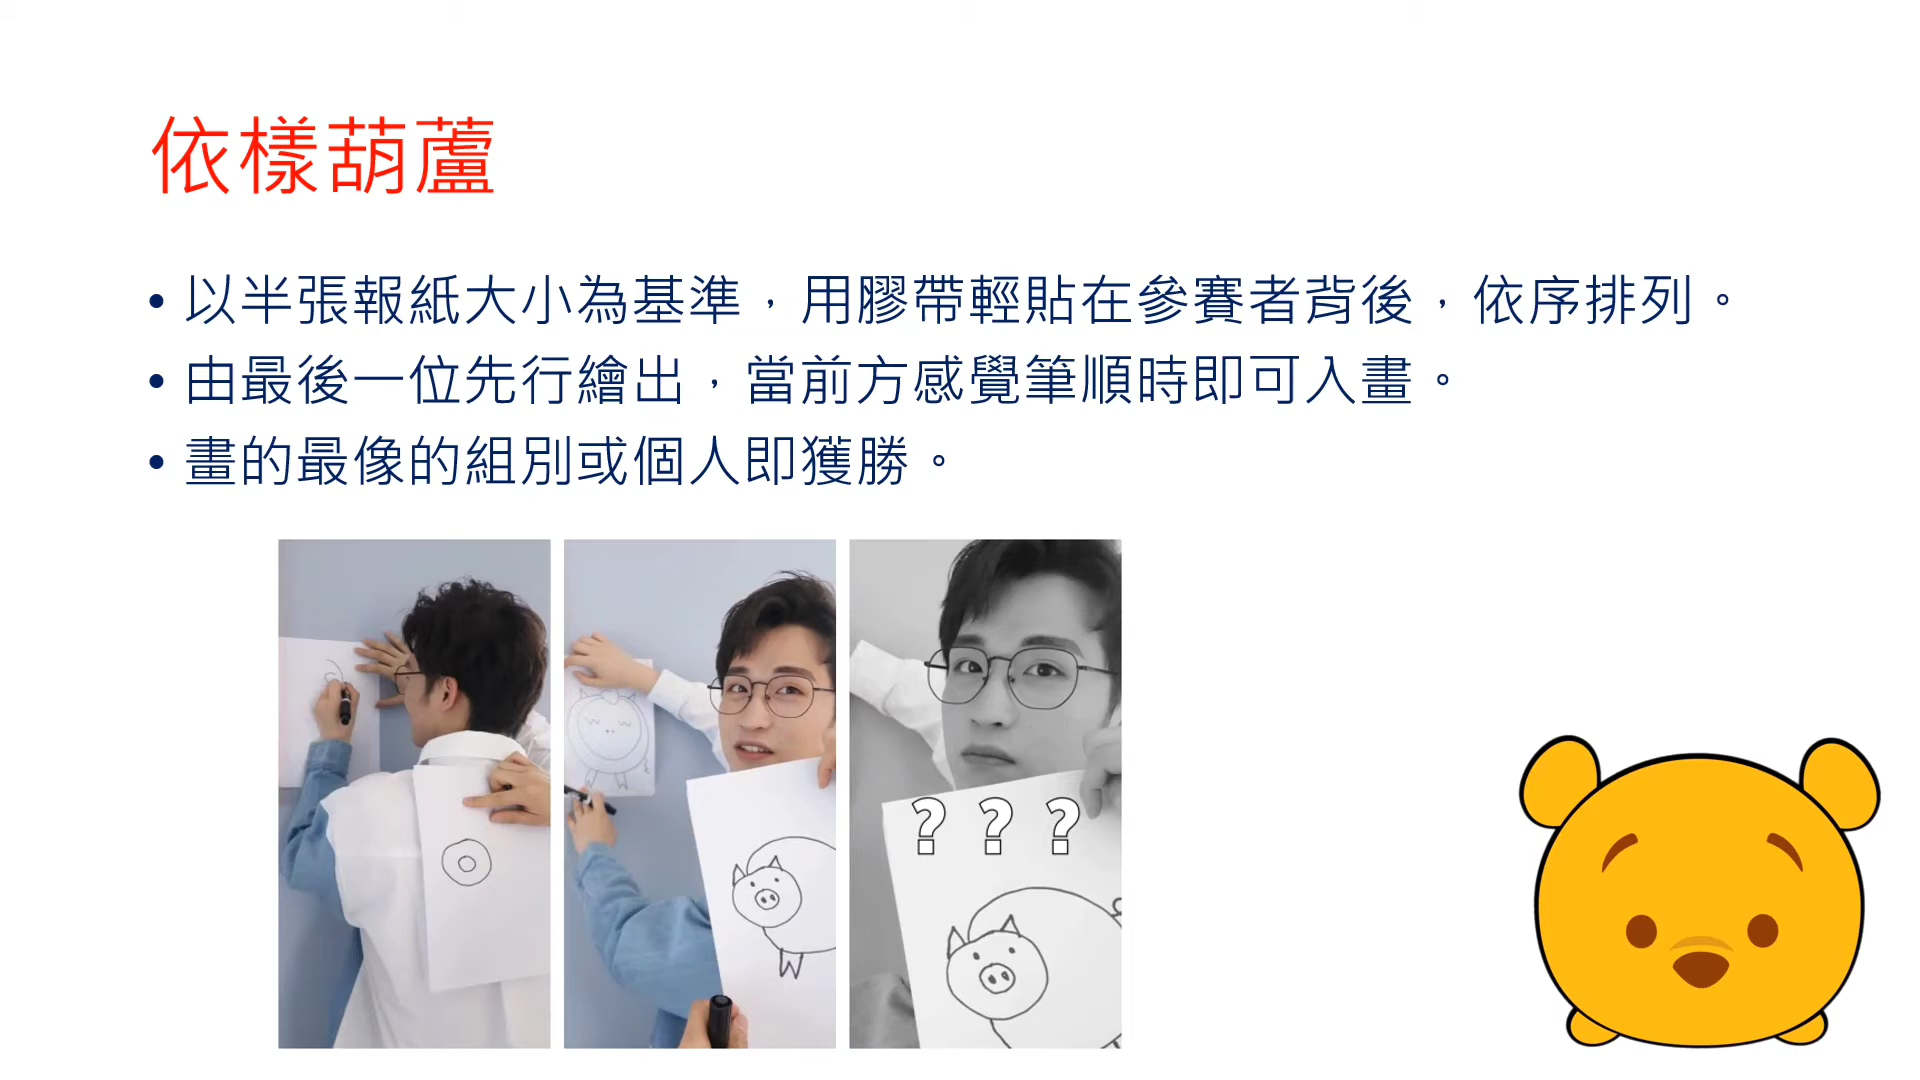 依樣葫蘆
• 以半張報紙大小為基準，用膠帶輕貼在參賽者背後，依序排列。
• 由最後一位先行繪出，當前方感覺筆順時即可入畫。
• 畫的最像的組別或個人即獲勝。
? ? ?